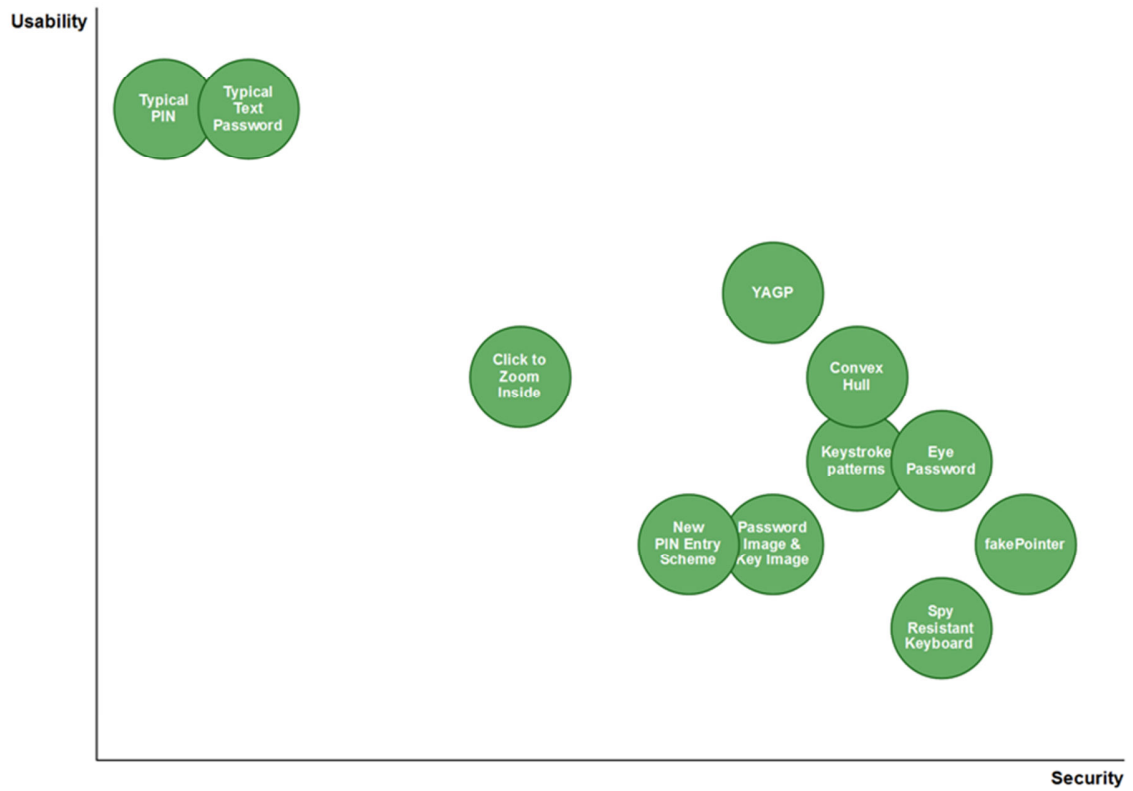 Usability
Typical
PIN
Typical
Text
Password
YAGP
Click to
Zoom
Inside
Convex
Hull
Keystroke
patterns
Eye
Password
New
PIN Entry
Scheme
Password
Image &
Key Image
fakePointer
Spy
Resistant
Keyboard
Security